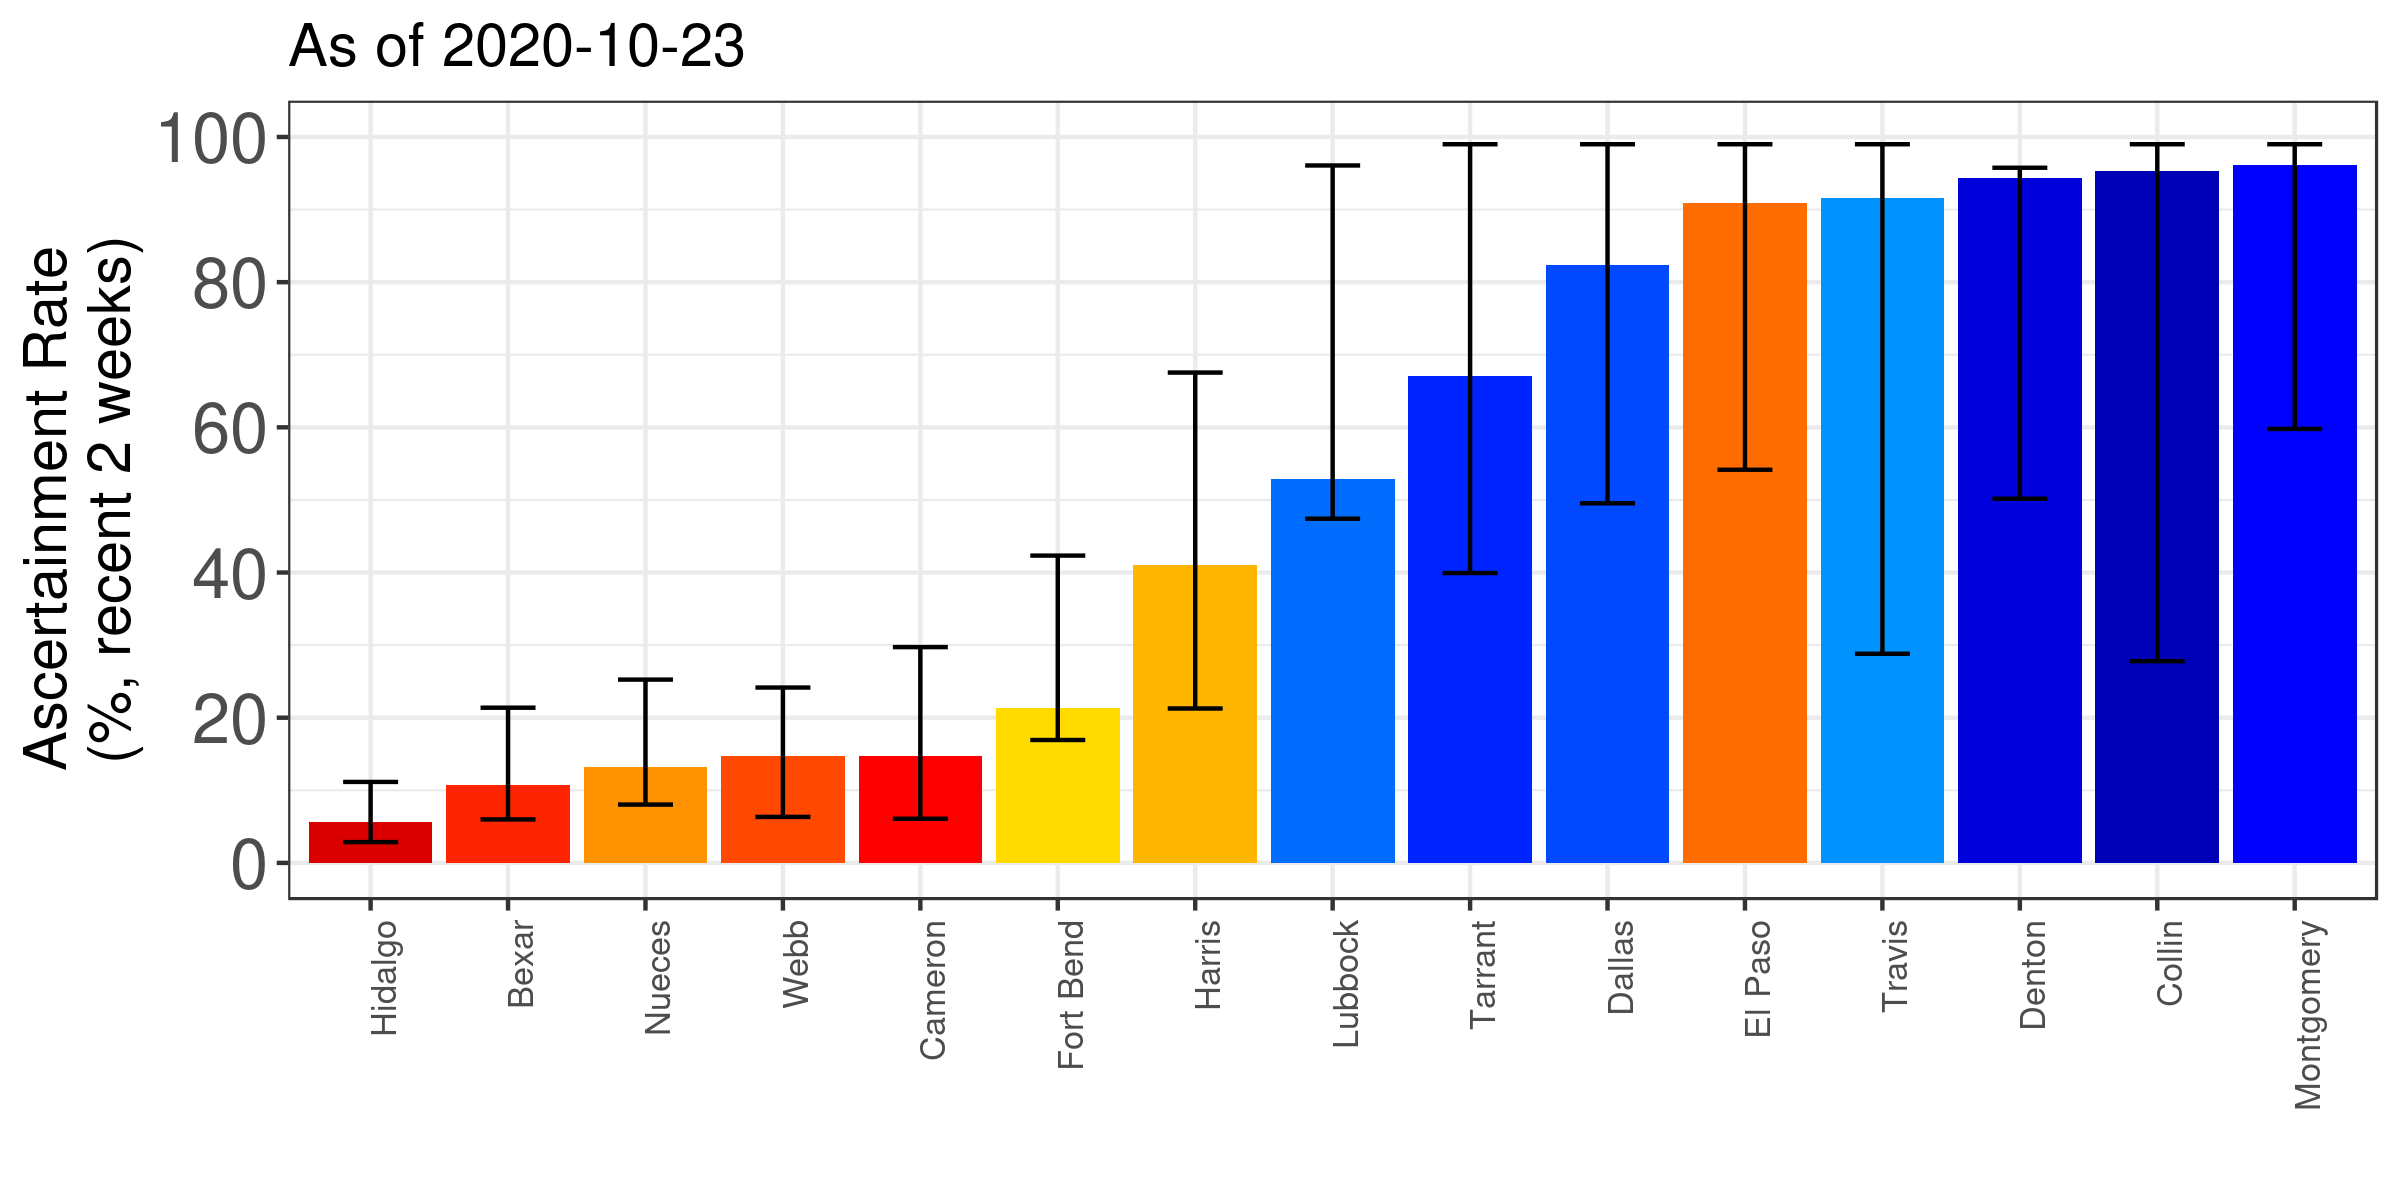 As of 2020-10-23
Ascertainment Rate
(%, recent 2 weeks)
100
80
60
40
20
0
Hidalgo
Bexar
Nueces
Webb
Cameron
Fort Bend
Harris
Lubbock
Tarrant
Dallas
El Paso
Travis
Denton
Collin
Montgomery